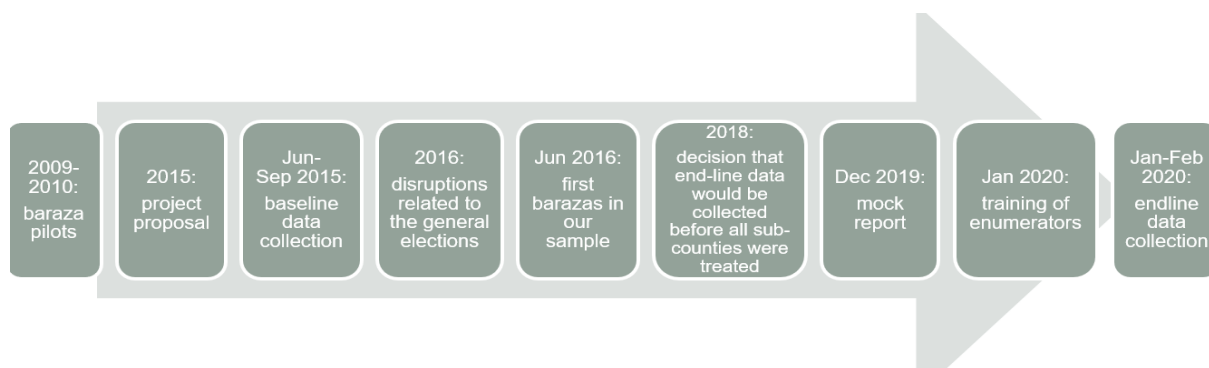 2009-
2010:
baraza
pilots
2015:
project
proposal
Jun-
Sep 2015:
baseline
data
collection
2016:
disruptions
related to
the general
elections
Jun 2016:
first
barazas in
our
sample
2018:
decision that
end-line data
would be
collected
before all sub-
counties were
treated
Dec 2019:
mock
report
Jan 2020:
training of
enumerators
Jan-Feb
2020:
endline
data
collection